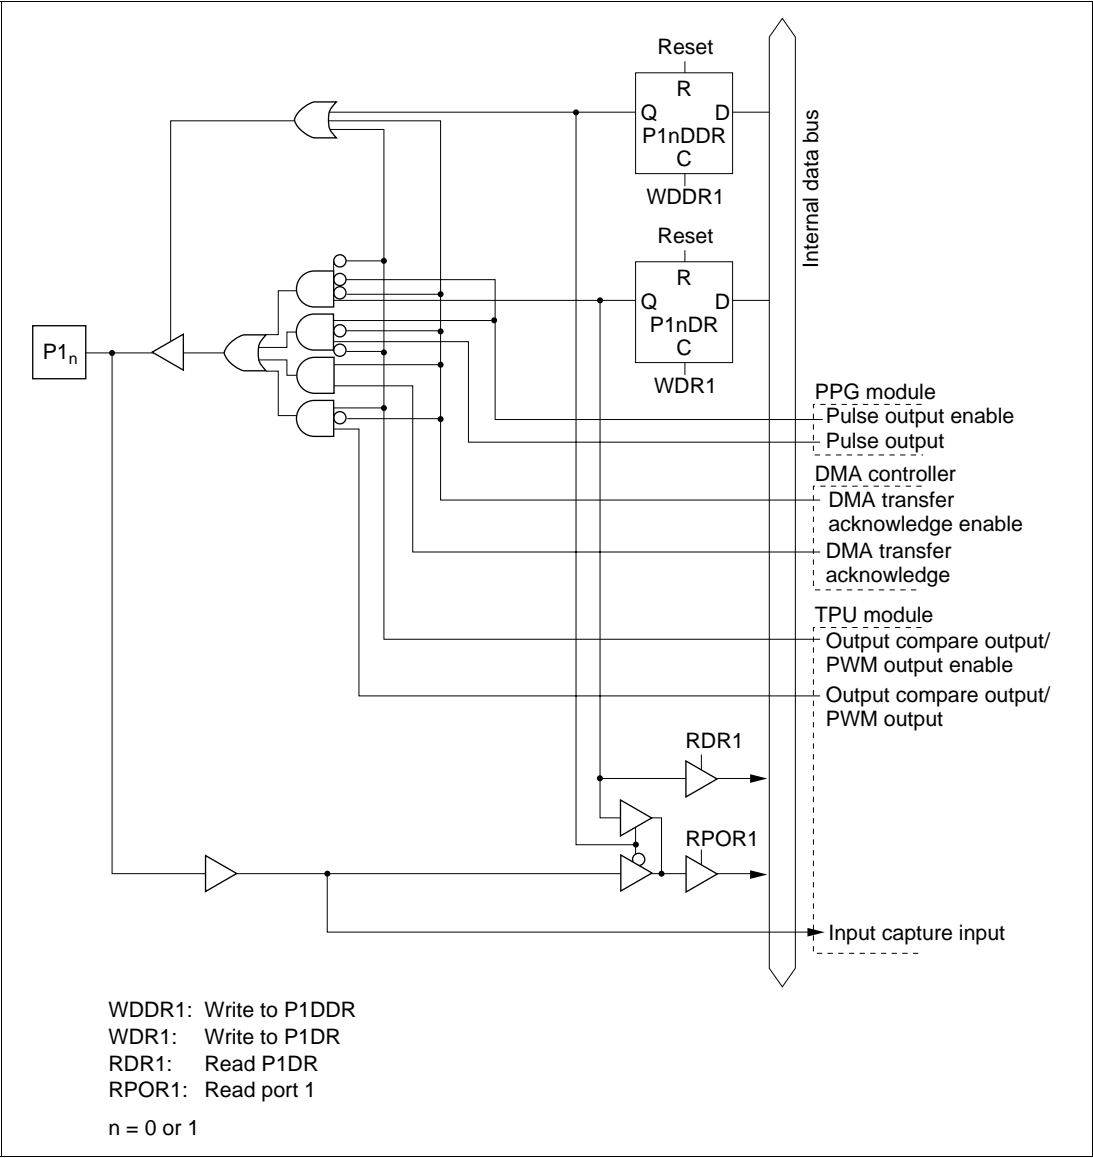 Reset
R
Q D
P1nDDR
C
WDDR1
Internal data bus
Reset
R
Q D
P1nDR
C
WDR1
P1n
PPG module
Pulse output enable
Pulse output
DMA controller
DMA transfer
acknowledge enable
DMA transfer
acknowledge
TPU module
Output compare output/
PWM output enable
Output compare output/
PWM output
RDR1
RPOR1
Input capture input
WDDR1: Write to P1DDR
WDR1: Write to P1DR
RDR1: Read P1DR
RPOR1: Read port 1
n = 0 or 1